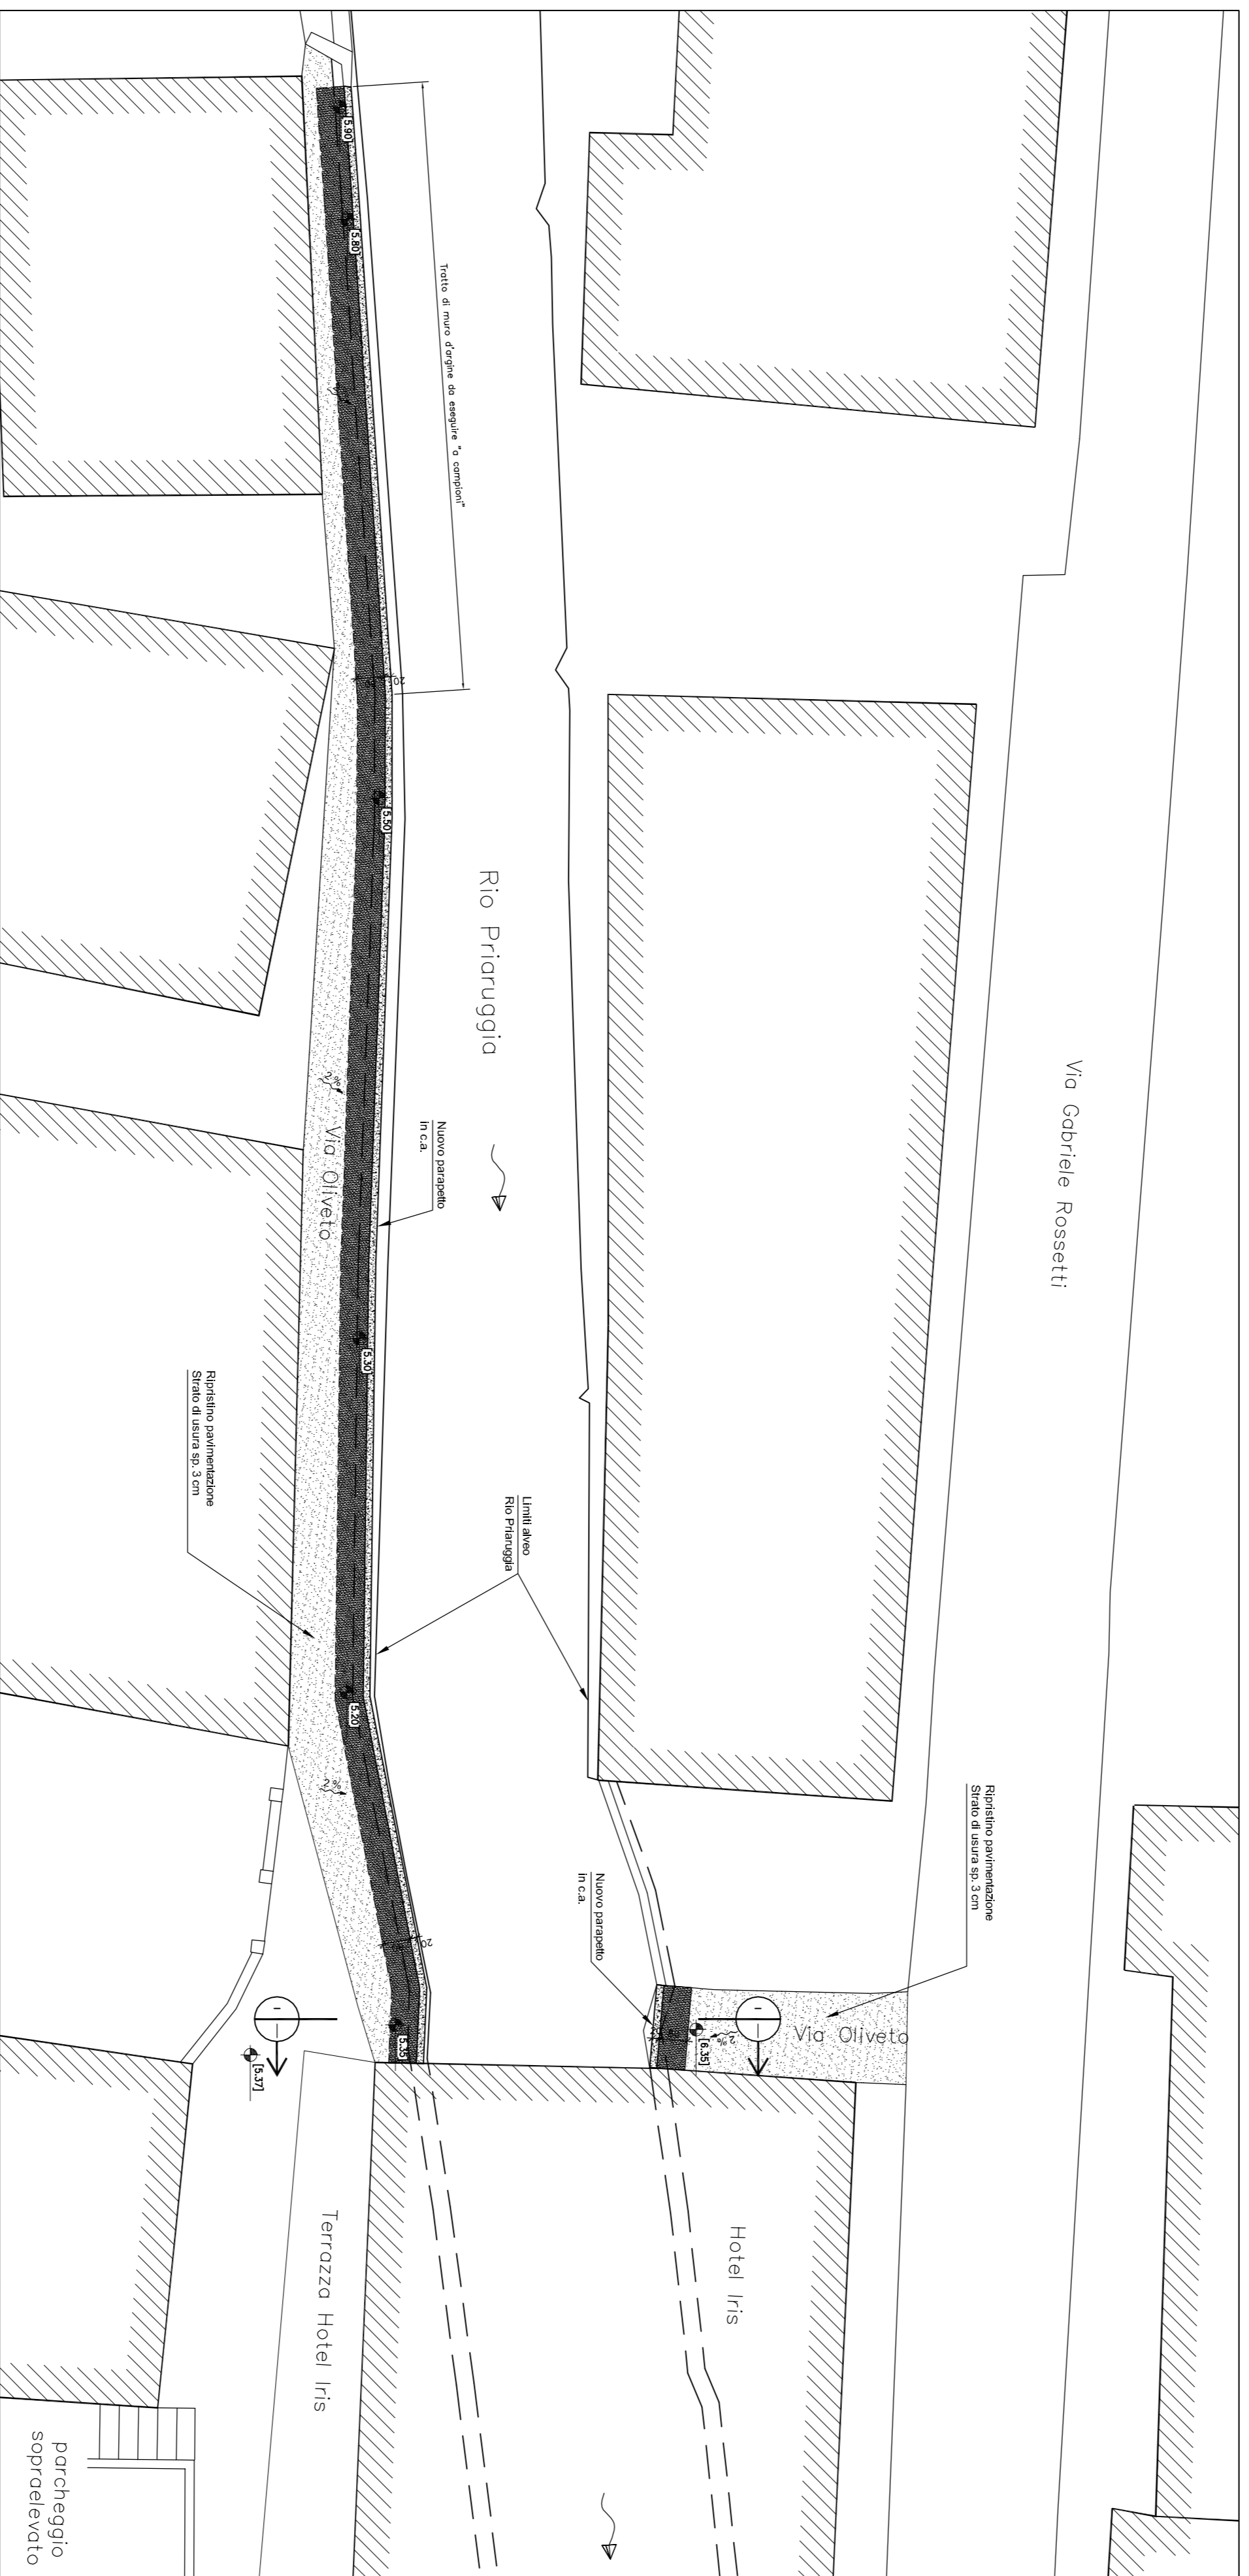 Via Gabriele Rossetti
Ripristino pavimentazione
Strato di usura sp. 3 cm
Via Oliveto
2%
[6.35]
Hotel Iris
Nuovo parapetto
in c.a.
Limiti alveo
Rio Priaruggia
Rio Priaruggia
Tratto di muro d'argine da eseguire "a campioni"
Nuovo parapetto
in c.a.
20
20
[5.90]
[5.80]
[5.50]
[5.30]
[5.20]
[5.35]
2%
Via Oliveto
2%
Terrazza Hotel Iris
[5.37]
Ripristino pavimentazione
Strato di usura sp. 3 cm
parcheggio
sopraelevato